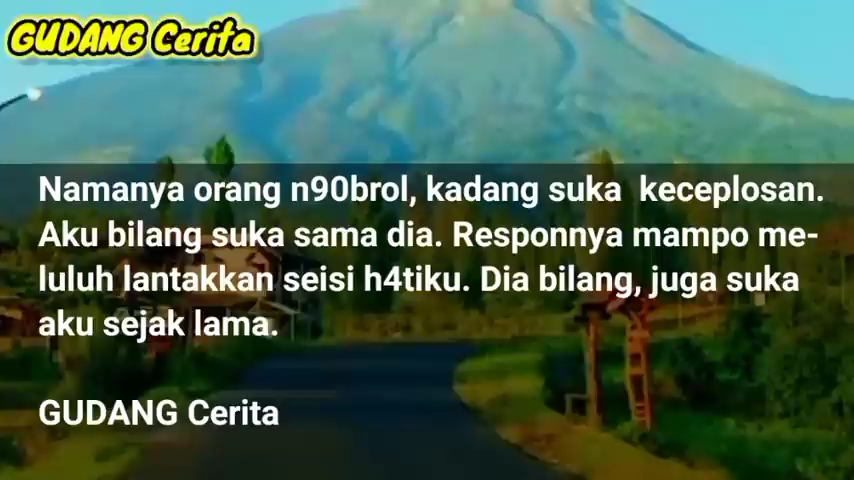 GUDANG Cerita
Namanya orang n90brol, kadang suka keceplosan.
Aku bilang suka sama dia. Responnya mampo me-
luluh lantakkan seisi h4tiku. Dia bilang, juga suka
aku sejak lama.
GUDANG Cerita